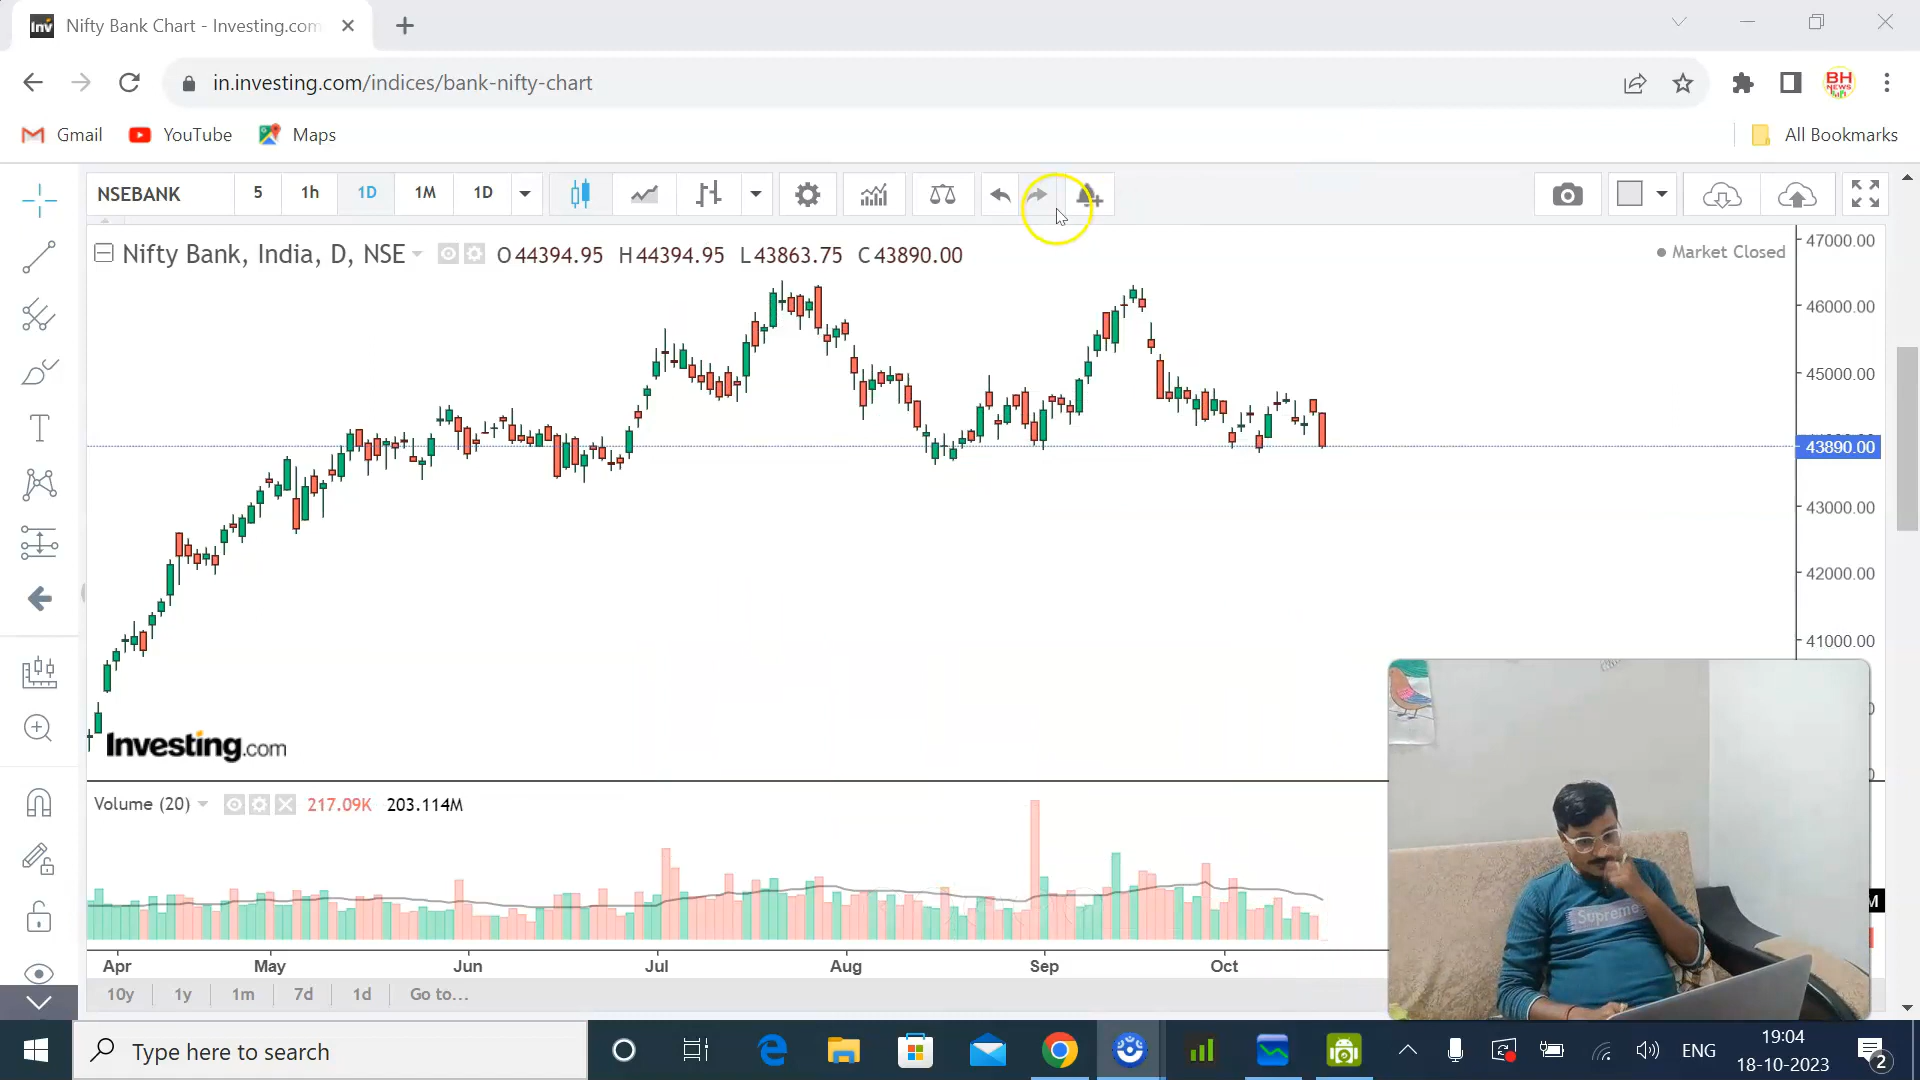 Nifty Bank Chart - Investing.com
in.investing.com/indices/bank-nifty-chart
BH
NEWS
Gmail
YouTube
Maps
All Bookmarks
NSEBANK
5
1h
1D
1M
1D
Nifty Bank, India, D, NSE
O 44394.95 H 44394.95 L 43863.75 C 43890.00
Market Closed
47000.00
46000.00
45000.00
43890.00
43000.00
42000.00
41000.00
Investing.com
Volume (20)
217.09K 203.114M
M
Supreme
Apr May Jun Jul Aug Sep Oct
10y 1y 1m 7d 1d Go to...
Type here to search
ENG
19:04
18-10-2023
2